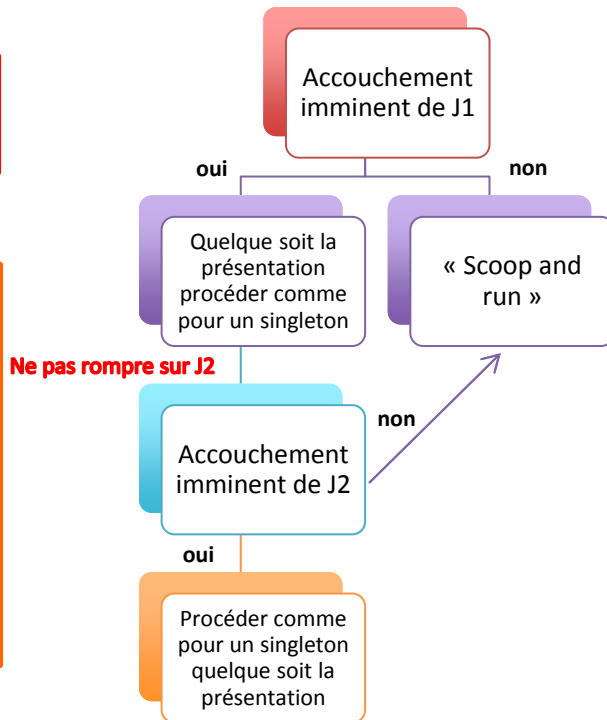 Accouchement
imminent de J1
oui
non
Quelque soit la
présentation
procéder comme
pour un singleton
« Scoop and
run »
Ne pas rompre sur J2
non
Accouchement
imminent de J2
oui
Procéder comme
pour un singleton
quelque soit la
présentation